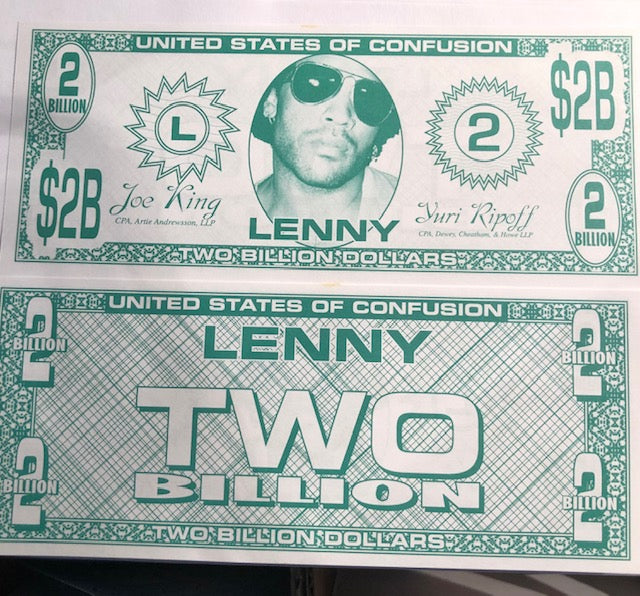 UNITED STATES OF CONFUSION
2
BILLION
$2B
L
2
$2B
Joe King
CPA, Artie Andrewsson, LLP
LENNY
Yuri Ripoff
CPA, Dewey, Cheatham, & Howe LLP
2
BILLION
TWO BILLION DOLLARS
UNITED STATES OF CONFUSION
2
BILLION
LENNY
2
BILLION
TWO
BILLION
2
BILLION
2
BILLION
TWO BILLION DOLLARS